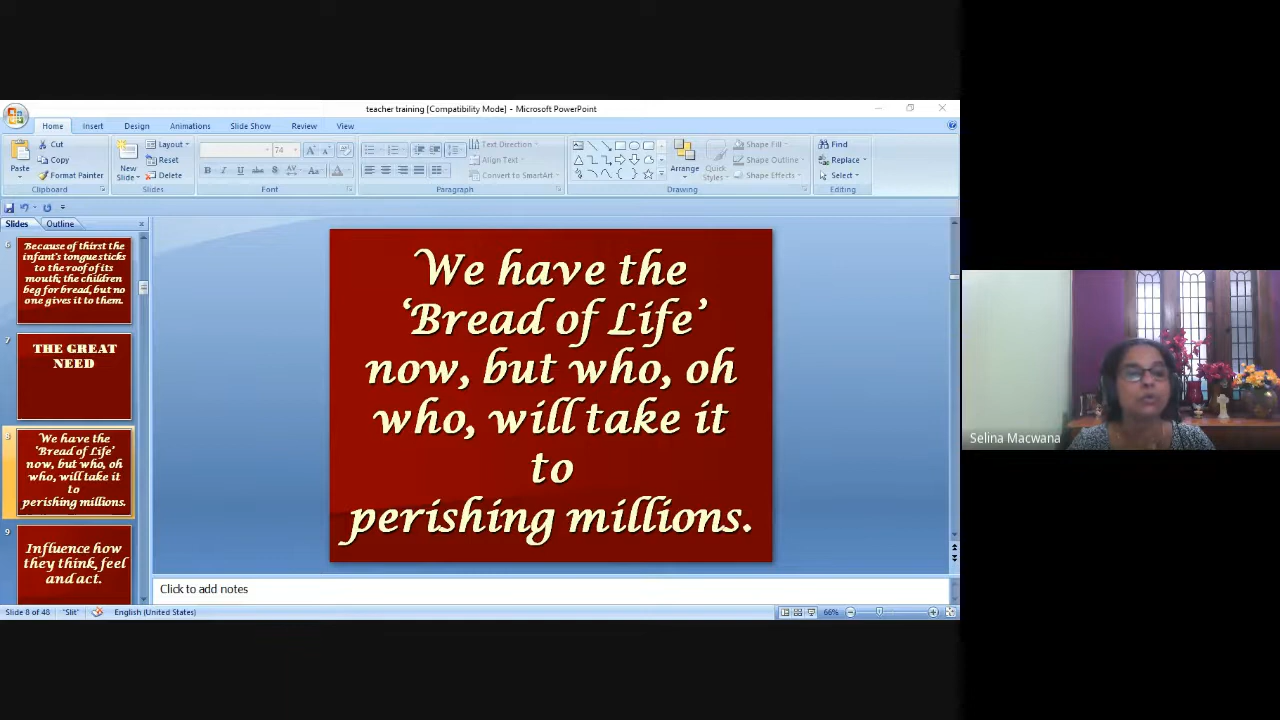 teacher training [Compatibility Mode] - Microsoft PowerPoint
Home Insert Design Animations Slide Show Review View
Cut
Copy
Format Painter
Paste
Clipboard
New
Slide
Layout
Reset
Delete
Slides
74
Font
Paragraph
Text Direction
Align Text
Convert to SmartArt
Arrange
Quick
Styles
Shape Fill
Shape Outline
Shape Effects
Drawing
Find
Replace
Select
Editing
Slides Outline
6
Because of thirst the
infant's tongue sticks
to the roof of its
mouth; the children
beg for bread, but no
one gives it to them.
7
THE GREAT
NEED
8
We have the
‘Bread of Life’
now, but who, oh
who, will take it
to
perishing millions.
9
Influence how
they think, feel
and act.
We have the
‘Bread of Life’
now, but who, oh
who, will take it
to
perishing millions.
Click to add notes
Slide 8 of 48 "Slit" English (United States) 66%
Selina Macwana